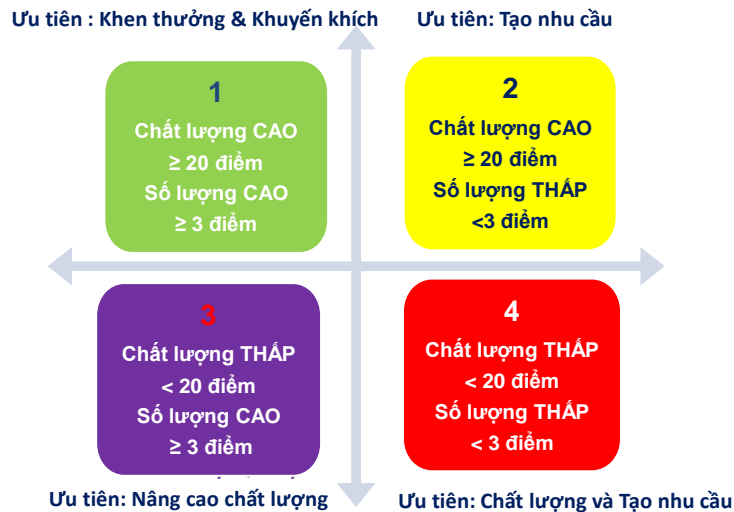 Ưu tiên : Khen thưởng & Khuyến khích
Ưu tiên: Tạo nhu cầu
1
Chất lượng CAO
≥ 20 điểm
Số lượng CAO
≥ 3 điểm
2
Chất lượng CAO
≥ 20 điểm
Số lượng THẤP
<3 điểm
3
Chất lượng THẤP
< 20 điểm
Số lượng CAO
≥ 3 điểm
4
Chất lượng THẤP
< 20 điểm
Số lượng THẤP
< 3 điểm
Ưu tiên: Nâng cao chất lượng
Ưu tiên: Chất lượng và Tạo nhu cầu